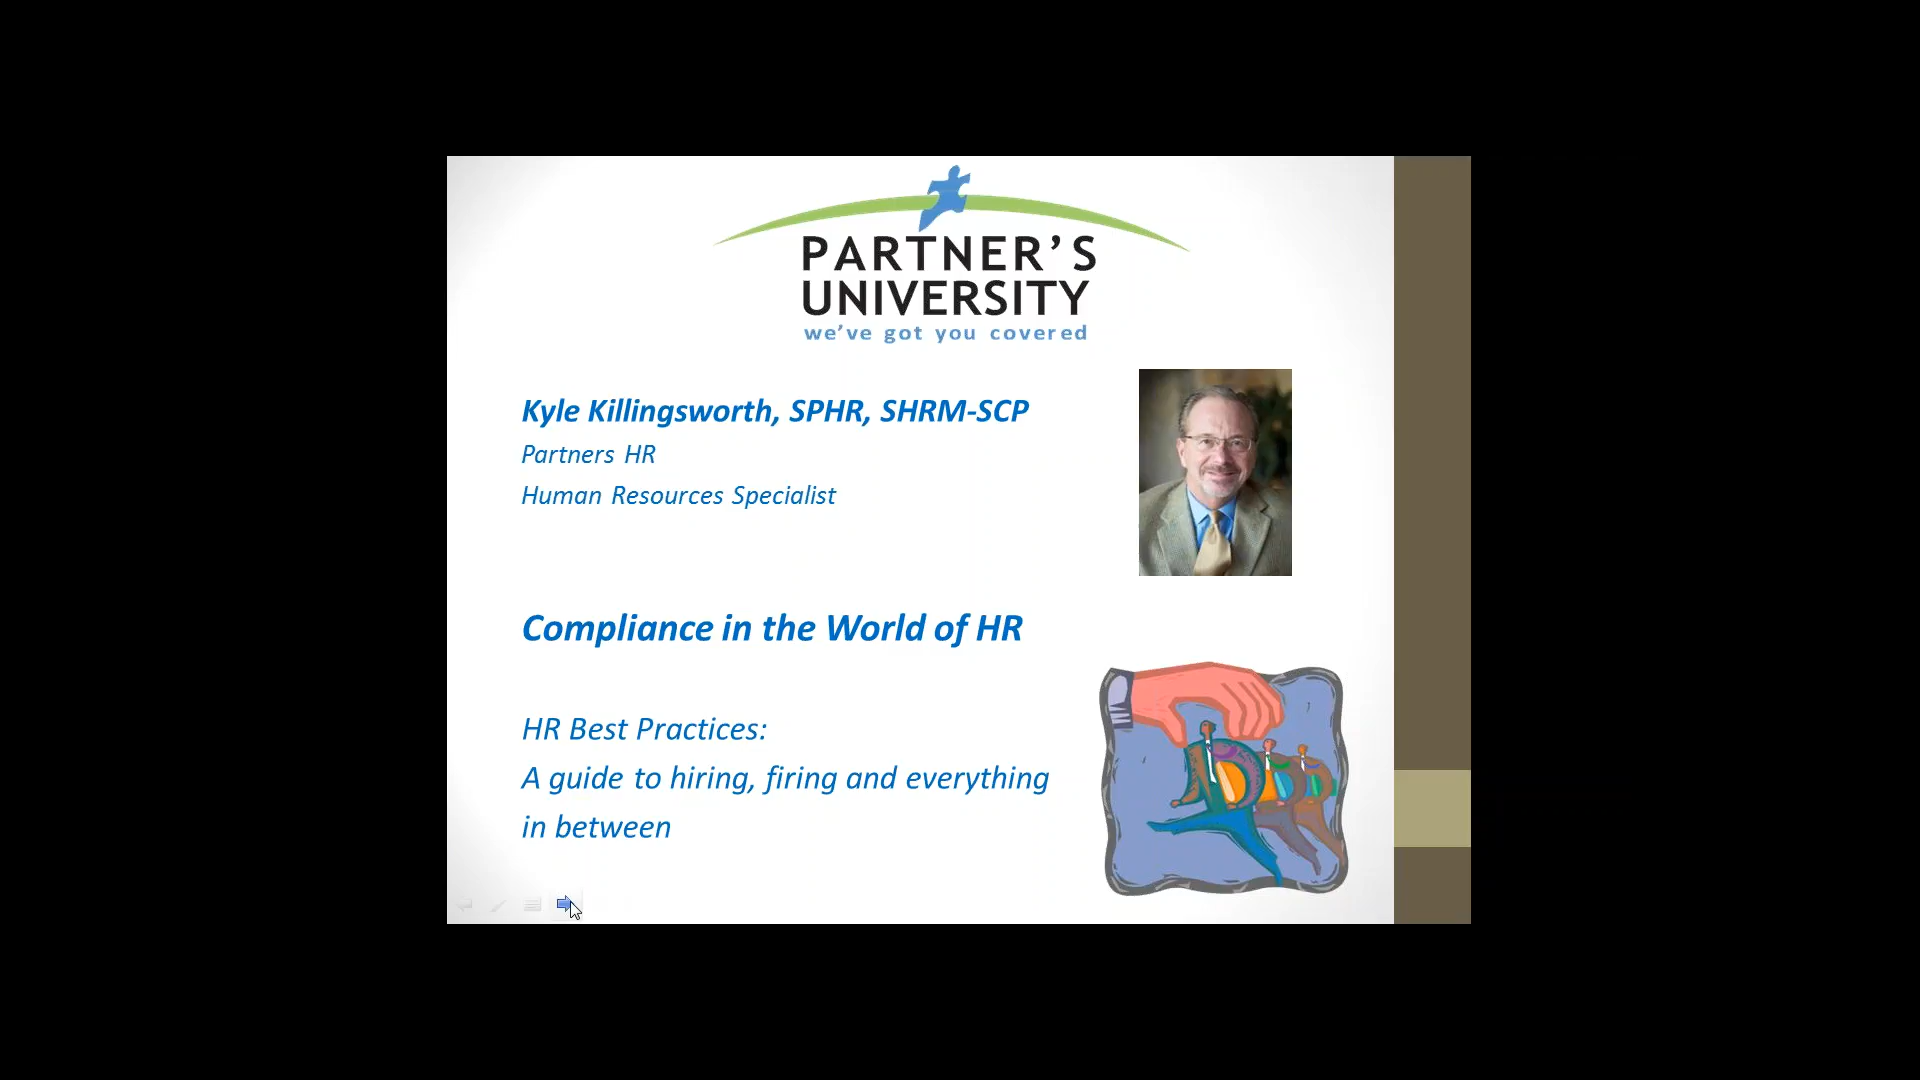 PARTNER'S
UNIVERSITY
we've got you covered
Kyle Killingsworth, SPHR, SHRM-SCP
Partners HR
Human Resources Specialist
Compliance in the World of HR
HR Best Practices:
A guide to hiring, firing and everything
in between